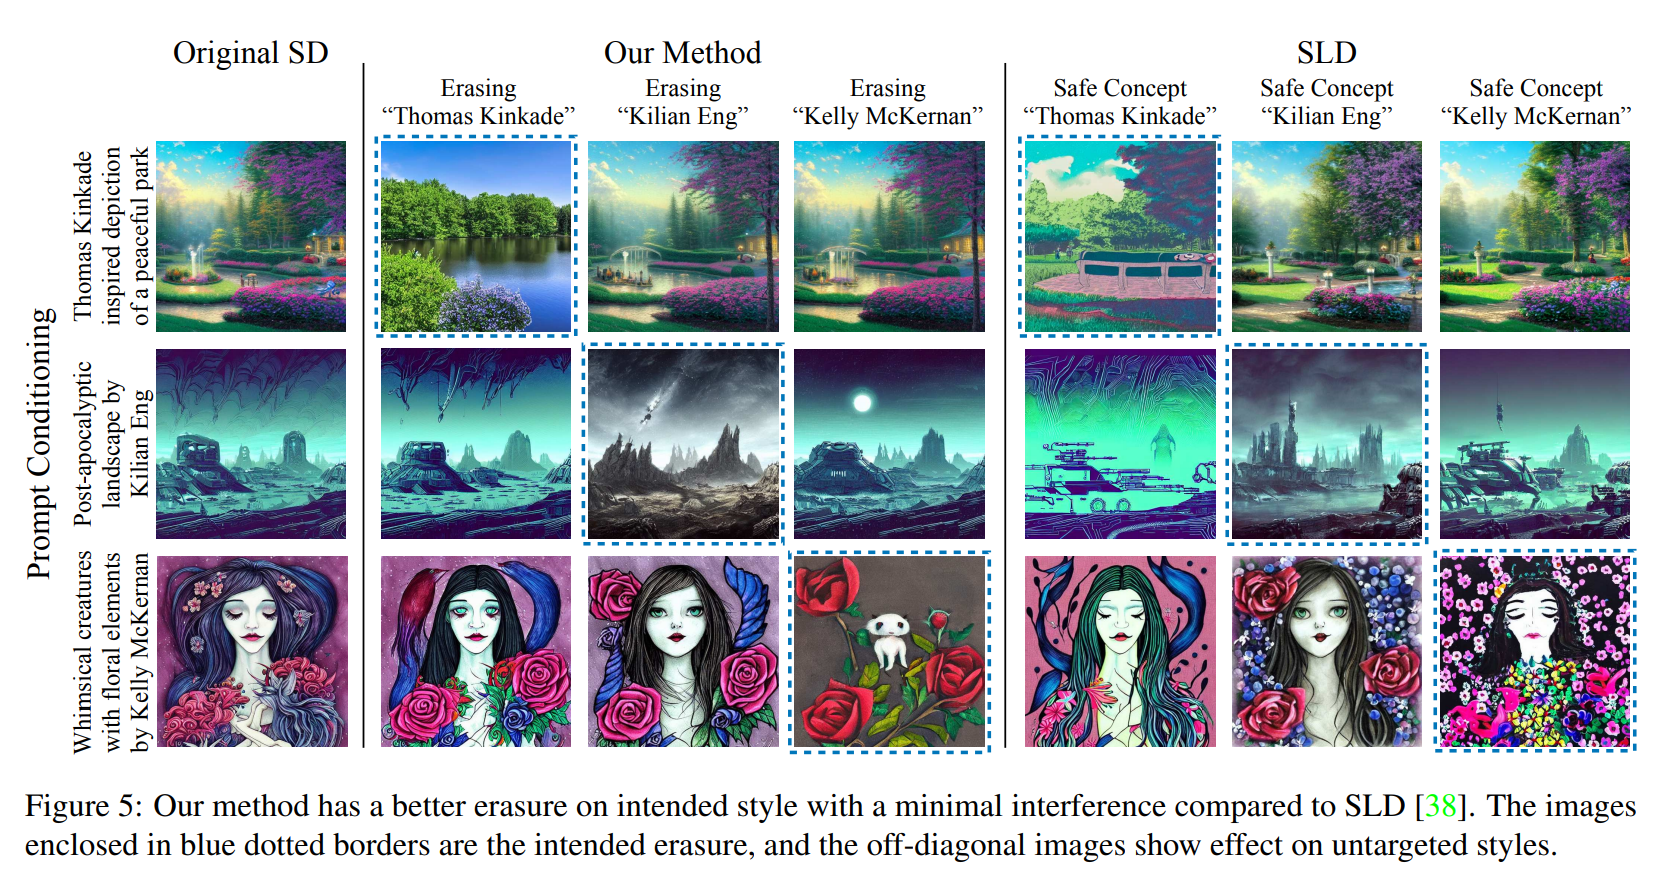 Original SD
Our Method
SLD
Erasing
“Thomas Kinkade”
Erasing
“Kilian Eng”
Erasing
“Kelly McKernan”
Safe Concept
“Thomas Kinkade”
Safe Concept
“Kilian Eng”
Safe Concept
“Kelly McKernan”
Prompt Conditioning
Thomas Kinkade
inspired depiction
of a peaceful park
Post-apocalyptic
landscape by
Kilian Eng
Whimsical creatures
with floral elements
by Kelly McKernan
Figure 5: Our method has a better erasure on intended style with a minimal interference compared to SLD [38]. The images
enclosed in blue dotted borders are the intended erasure, and the off-diagonal images show effect on untargeted styles.